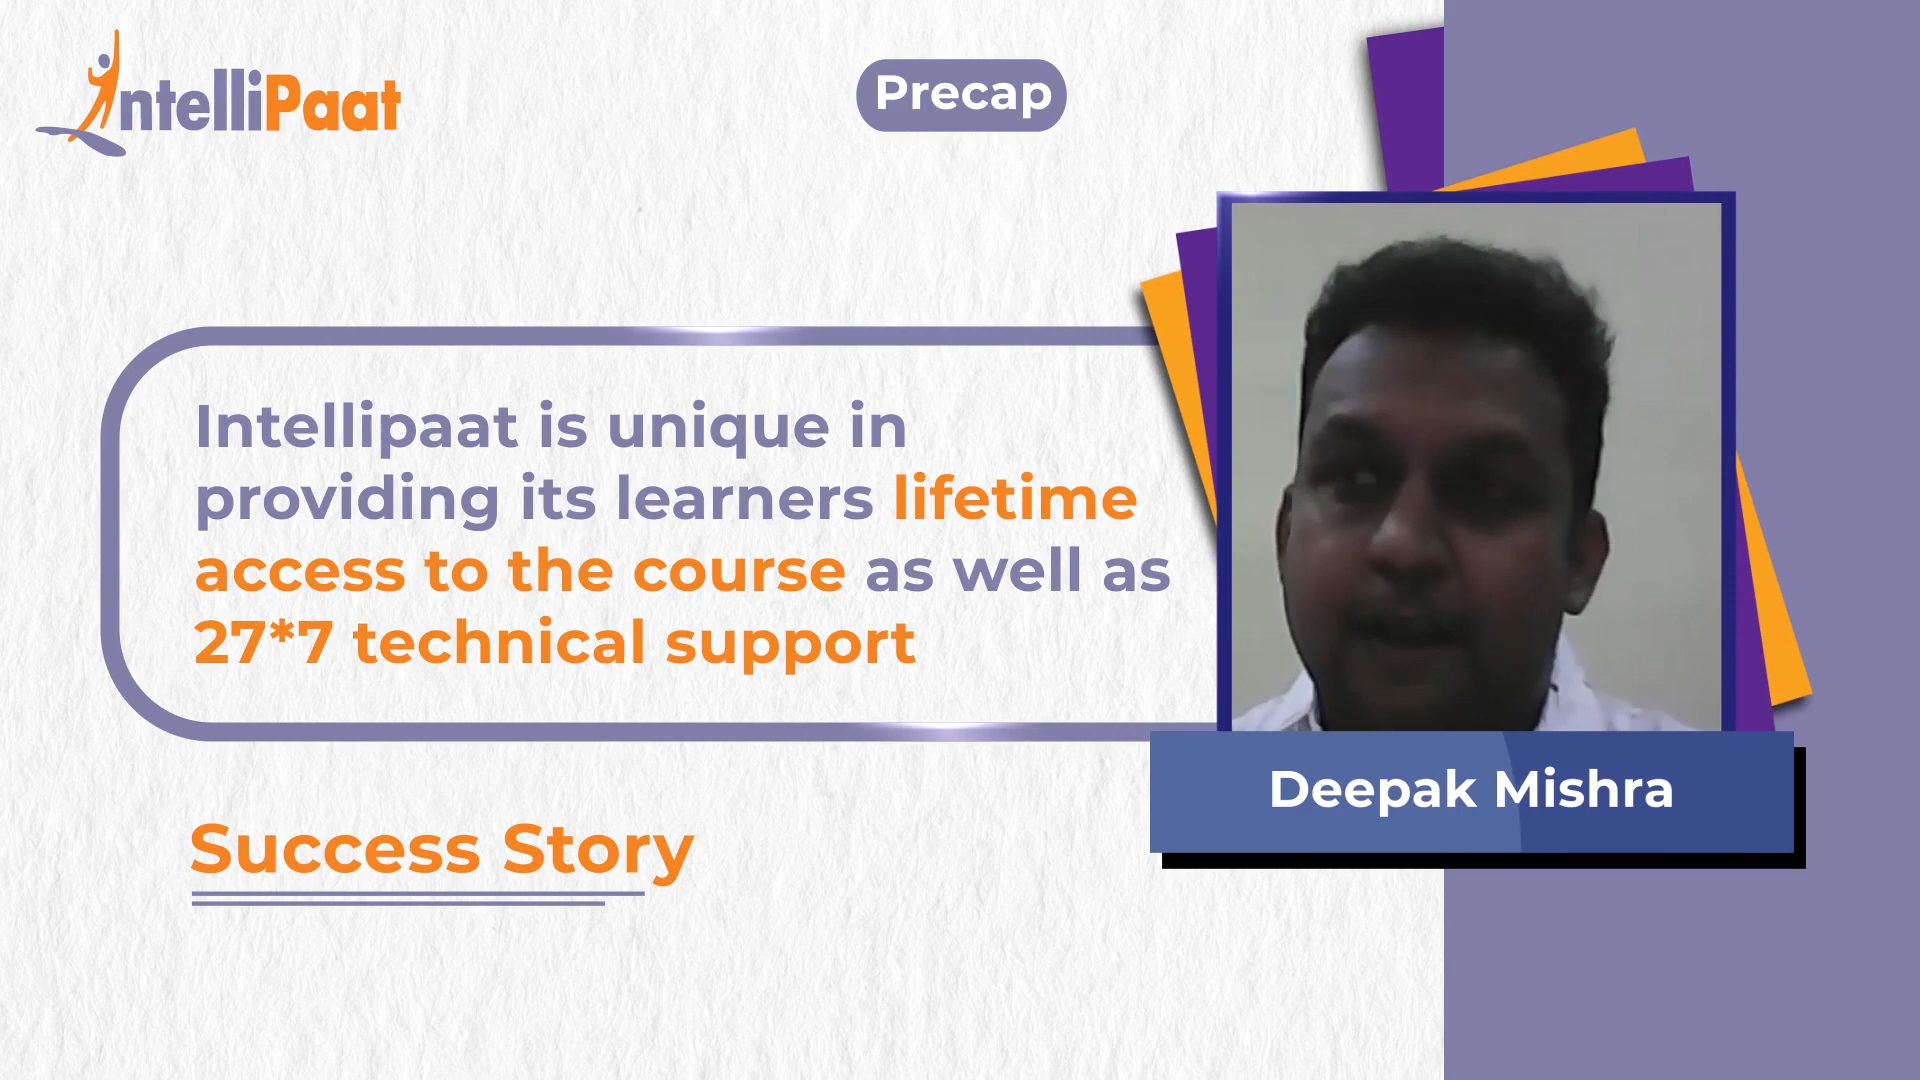 IntelliPaat
Precap
Intellipaat is unique in
providing its learners lifetime
access to the course as well as
27*7 technical support
Deepak Mishra
Success Story